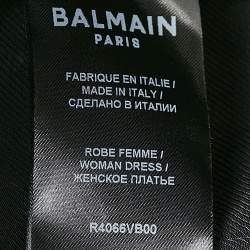 BALMAIN
PARIS
FABRIQUE EN ITALIE /
MADE IN ITALY /
СДЕЛАНО В ИТАЛИИ
ROBE FEMME /
WOMAN DRESS /
ЖЕНСКОЕ ПЛАТЬЕ
R4066VB00